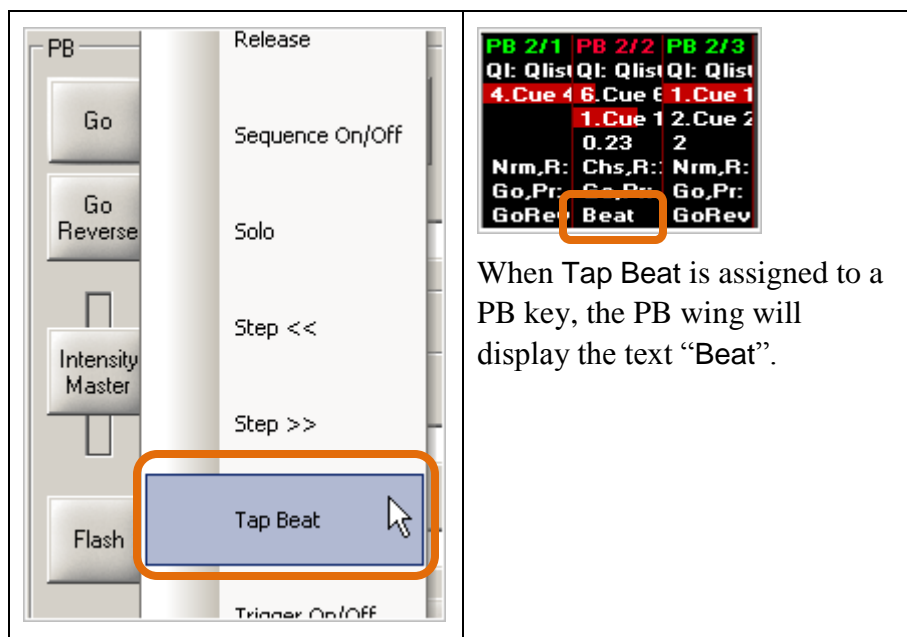 PB
Go
Go
Reverse
Intensity
Master
Flash
Release
Sequence On/Off
Solo
Step <<
Step >>
Tap Beat
Trigger On/Off
PB 2/1 PB 2/2 PB 2/3
Ql: Qlist Ql: Qlist Ql: Qlist
4.Cue 4 6.Cue 6 1.Cue 1
1.Cue 1 2.Cue 2
0.23 2
Nrm,R: Chs,R: Nrm,R:
Go,Pr: Go,Pr: Go,Pr:
GoRev Beat GoRev
When Tap Beat is assigned to a
PB key, the PB wing will
display the text “Beat”.